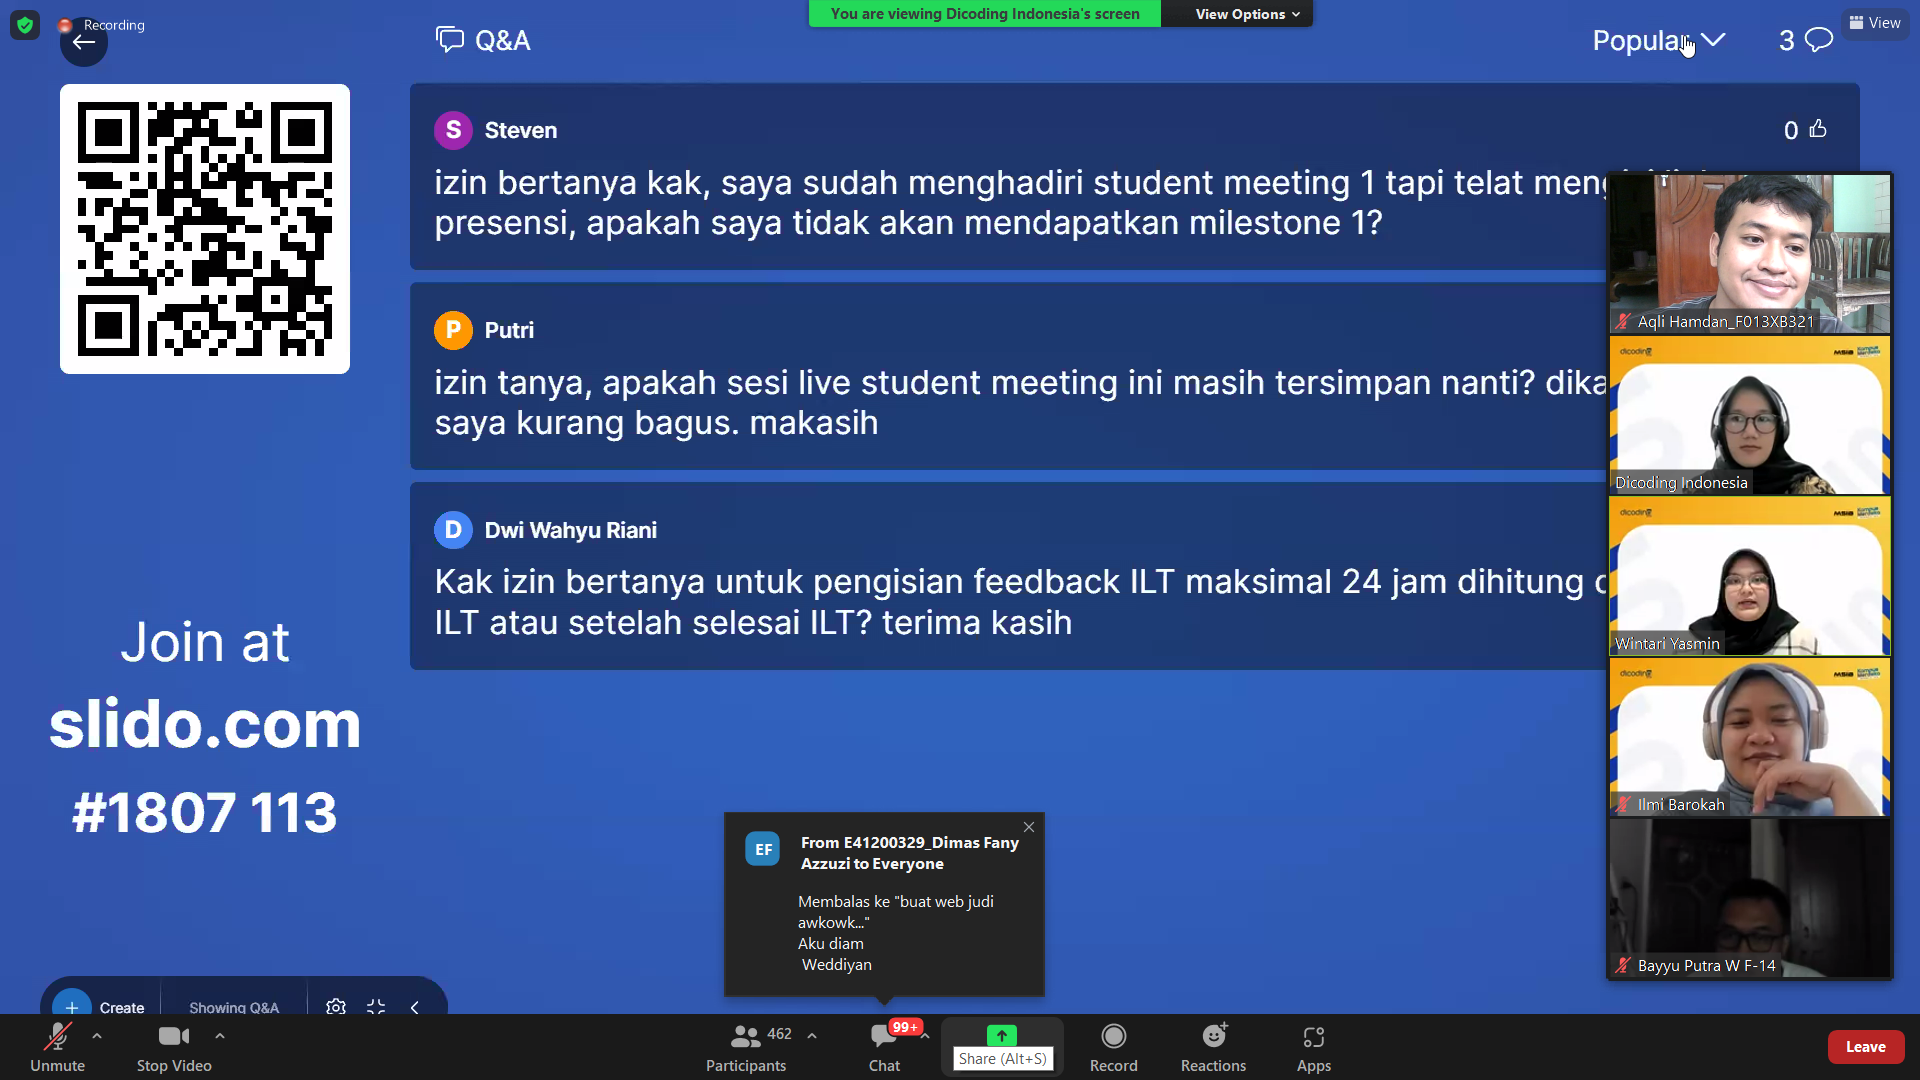 Recording
You are viewing Dicoding Indonesia's screen
View Options
View
Q&A
Popular
3
S
Steven
0
izin bertanya kak, saya sudah menghadiri student meeting 1 tapi telat
presensi, apakah saya tidak akan mendapatkan milestone 1?
P
Putri
izin tanya, apakah sesi live student meeting ini masih tersimpan nanti?
saya kurang bagus. makasih
D
Dwi Wahyu Riani
Kak izin bertanya untuk pengisian feedback ILT maksimal 24 jam dihitung
ILT atau setelah selesai ILT? terima kasih
Join at
slido.com
#1807 113
Aqli Hamdan_F013XB321
dicoding
MSIB
Dicoding Indonesia
dicoding
MSIB
Wintari Yasmin
dicoding
MSIB
Ilmi Barokah
Bayyu Putra W F-14
EF
From E41200329_Dimas Fany
Azzuzi to Everyone
Membalas ke "buat web judi
awkowk..."
Aku diam
Weddiyan
Create
Showing Q&A
Unmute
Stop Video
462
Participants
99+
Chat
Share (Alt+S)
Record
Reactions
Apps
Leave